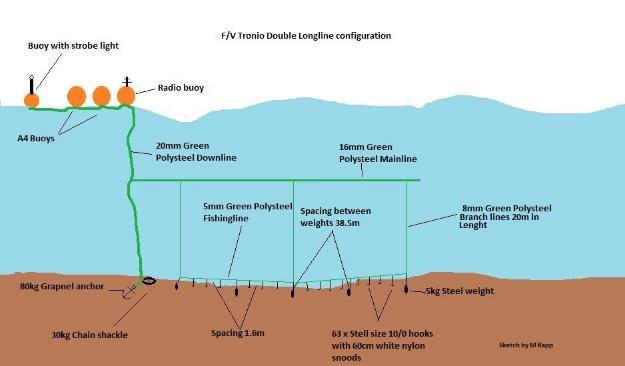 F/V Tronio Double Longline configuration
Buoy with strobe light
Radio buoy
A4 Buoys
20mm Green
Polysteel Downline
16mm Green
Polysteel Mainline
5mm Green Polysteel
Fishingline
Spacing between
weights 38.5m
8mm Green Polysteel
Branch lines 20m in
Lenght
80kg Grapnel anchor
5kg Steel weight
30kg Chain shackle
Spacing 1.6m
63 x Stell size 10/0 hooks
with 60cm white nylon
snoods
Sketch by M Kapp